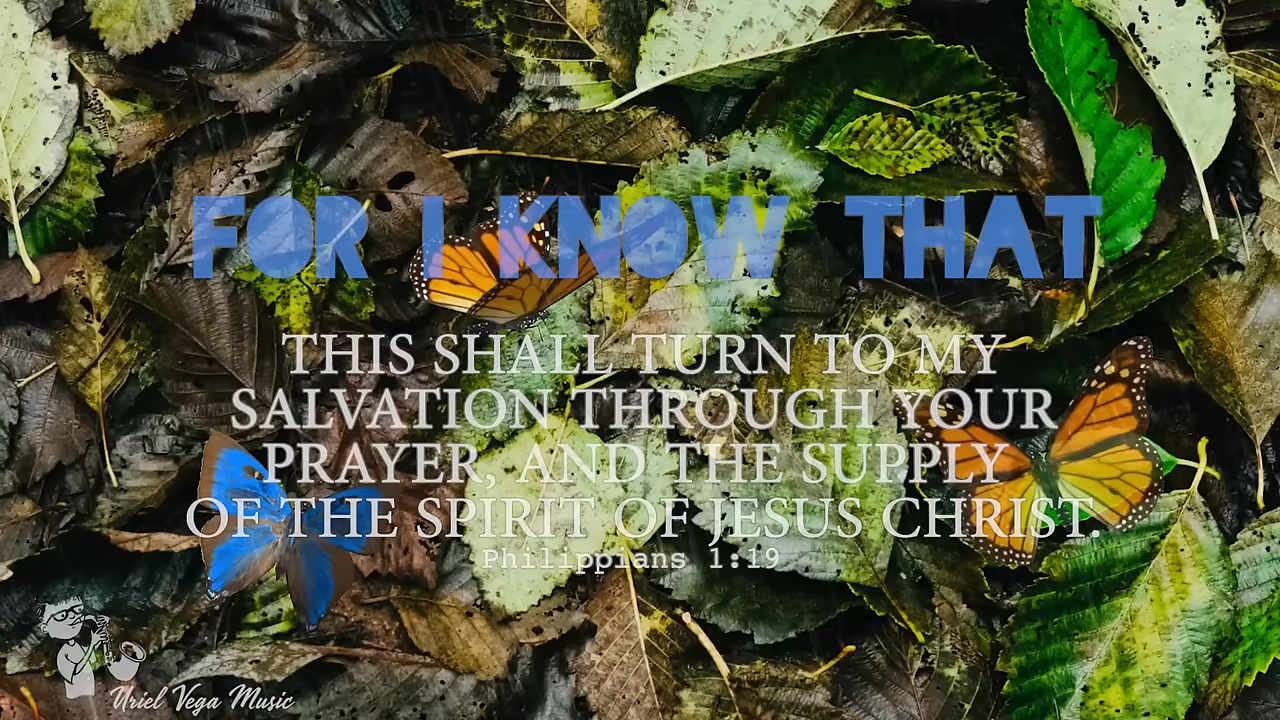 FOR I KNOW THAT
THIS SHALL TURN TO MY
SALVATION THROUGH YOUR
PRAYER, AND THE SUPPLY
OF THE SPIRIT OF JESUS CHRIST.
Philippians 1:19
Uriel Vega Music